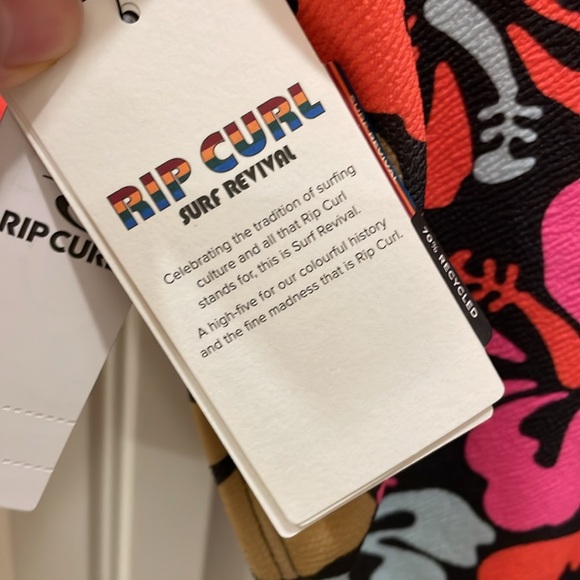 RIP CURL
SURF REVIVAL
Celebrating the tradition of surfing
culture and all that Rip Curl
stands for, this is Surf Revival.
A high-five for our colourful history
and the fine madness that is Rip Curl.
SURF REVIVAL
70% RECYCLED
RIP CURL